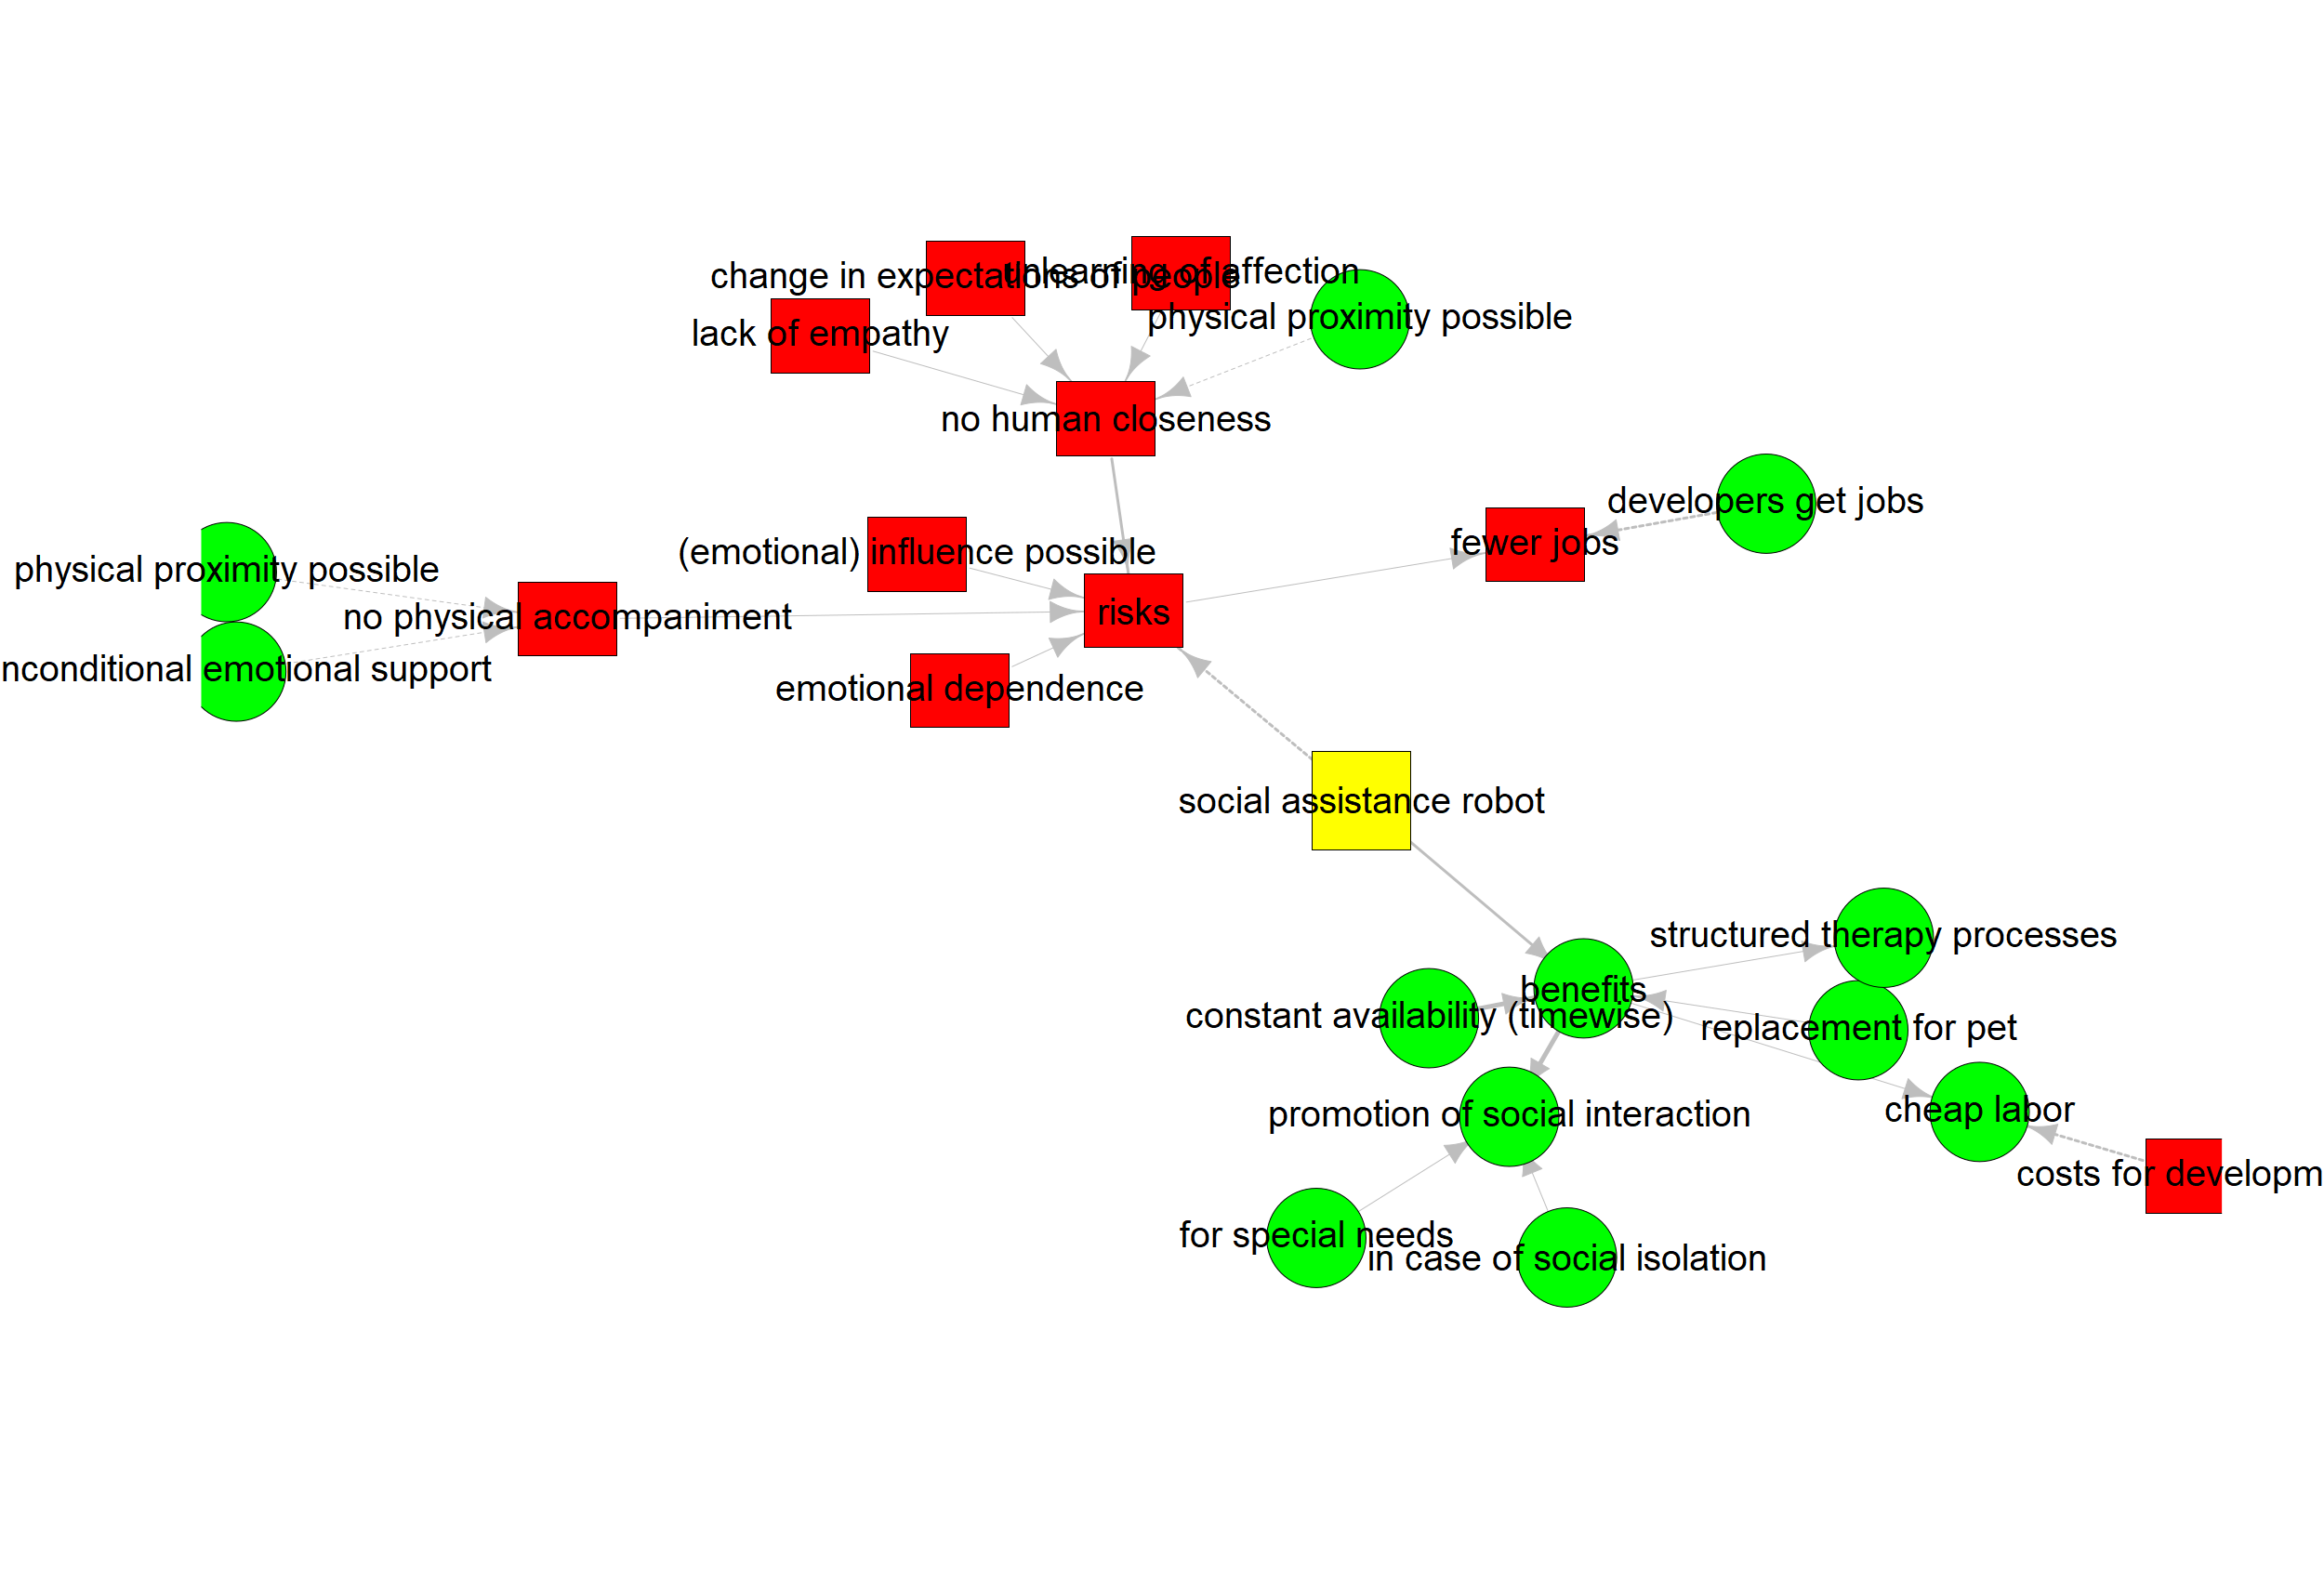 unlearning of affection
change in expectations of people
physical proximity possible
lack of empathy
no human closeness
developers get jobs
fewer jobs
(emotional) influence possible
physical proximity possible
risks
no physical accompaniment
nconditional emotional support
emotional dependence
social assistance robot
structured therapy processes
benefits
constant availability (timewise)
replacement for pet
cheap labor
promotion of social interaction
costs for developm
for special needs
in case of social isolation